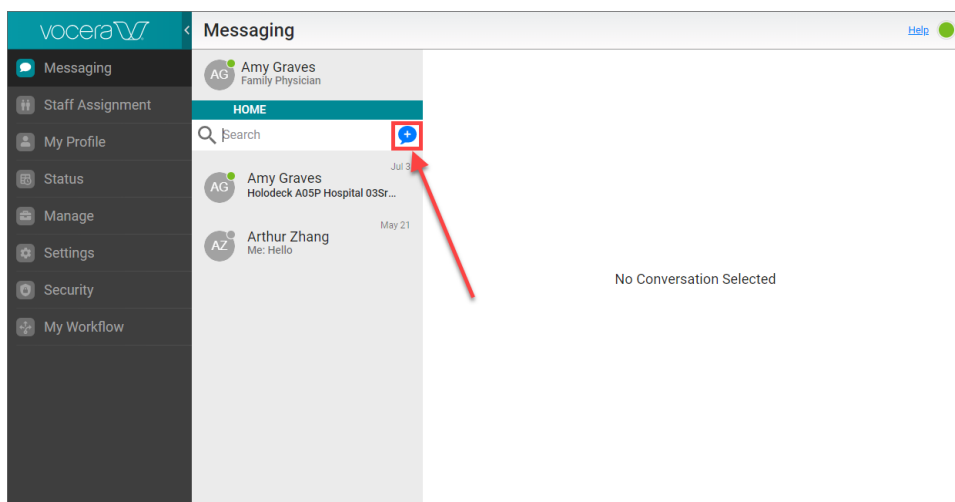 vocera
Messaging
Help
Messaging
Staff Assignment
My Profile
Status
Manage
Settings
Security
My Workflow
AG
Amy Graves
Family Physician
HOME
Search
Jul 3
AG
Amy Graves
Holodeck A05P Hospital 03Sr...
May 21
AZ
Arthur Zhang
Me: Hello
No Conversation Selected